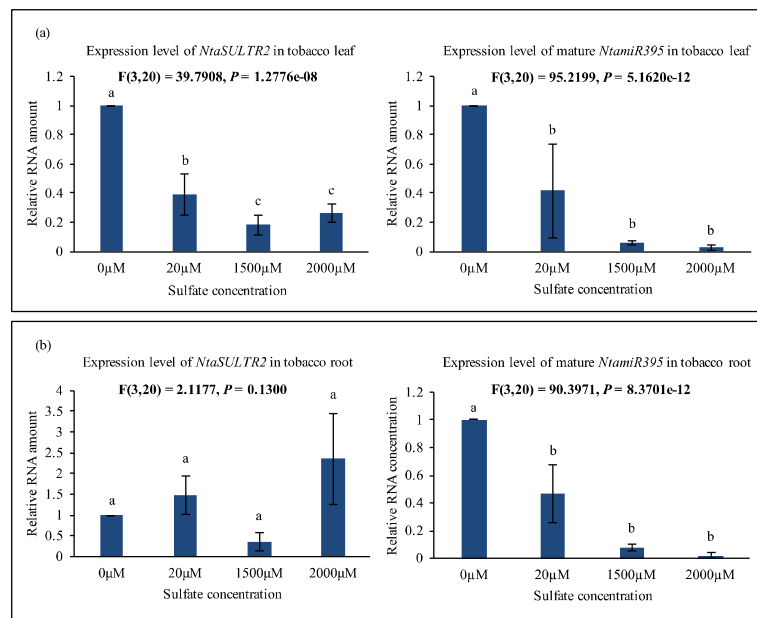 (a)
Expression level of NtaSULTR2 in tobacco leaf
F(3,20) = 39.7908, P = 1.2776e-08
Relative RNA amount
1.2
1
0.8
0.6
0.4
0.2
0
a
b
c
c
0µM
20µM
1500µM
2000µM
Sulfate concentration
Expression level of mature NtamiR395 in tobacco leaf
F(3,20) = 95.2199, P = 5.1620e-12
Relative RNA amount
1.2
1
0.8
0.6
0.4
0.2
0
a
b
b
b
0µM
20µM
1500µM
2000µM
Sulfate concentration
(b)
Expression level of NtaSULTR2 in tobacco root
F(3,20) = 2.1177, P = 0.1300
Relative RNA amount
4
3.5
3
2.5
2
1.5
1
0.5
0
a
a
a
a
0µM
20µM
1500µM
2000µM
Sulfate concentration
Expression level of mature NtamiR395 in tobacco root
F(3,20) = 90.3971, P = 8.3701e-12
Relative RNA concentration
1.2
1
0.8
0.6
0.4
0.2
0
a
b
b
b
0µM
20µM
1500µM
2000µM
Sulfate concentration